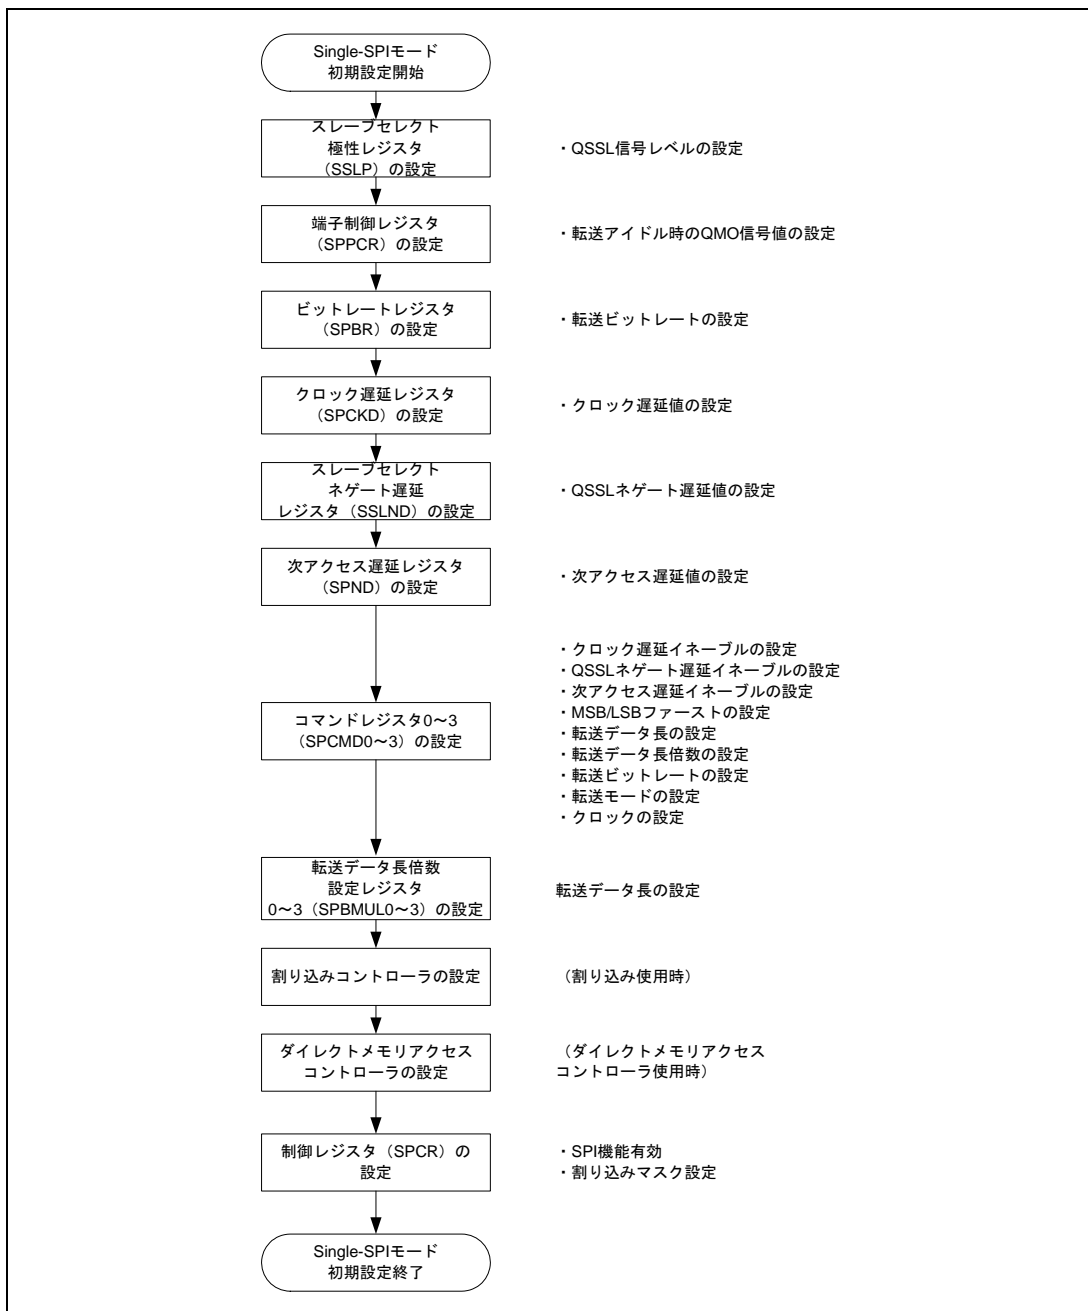 Single-SPIモード
初期設定開始
スレーブセレクト
極性レジスタ
（SSLP）の設定
・QSSL信号レベルの設定
端子制御レジスタ
（SPPCR）の設定
・転送アイドル時のQMO信号値の設定
ビットレートレジスタ
（SPBR）の設定
・転送ビットレートの設定
クロック遅延レジスタ
（SPCKD）の設定
・クロック遅延値の設定
スレーブセレクト
ネゲート遅延
レジスタ（SSLND）の設定
・QSSLネゲート遅延値の設定
次アクセス遅延レジスタ
（SPND）の設定
・次アクセス遅延値の設定
コマンドレジスタ0～3
（SPCMD0～3）の設定
・クロック遅延イネーブルの設定
・QSSLネゲート遅延イネーブルの設定
・次アクセス遅延イネーブルの設定
・MSB/LSBファーストの設定
・転送データ長の設定
・転送データ長倍数の設定
・転送ビットレートの設定
・転送モードの設定
・クロックの設定
転送データ長倍数
設定レジスタ
0～3（SPBMUL0～3）の設定
転送データ長の設定
割り込みコントローラの設定
（割り込み使用時）
ダイレクトメモリアクセス
コントローラの設定
（ダイレクトメモリアクセス
コントローラ使用時）
制御レジスタ（SPCR）の
設定
・SPI機能有効
・割り込みマスク設定
Single-SPIモード
初期設定終了